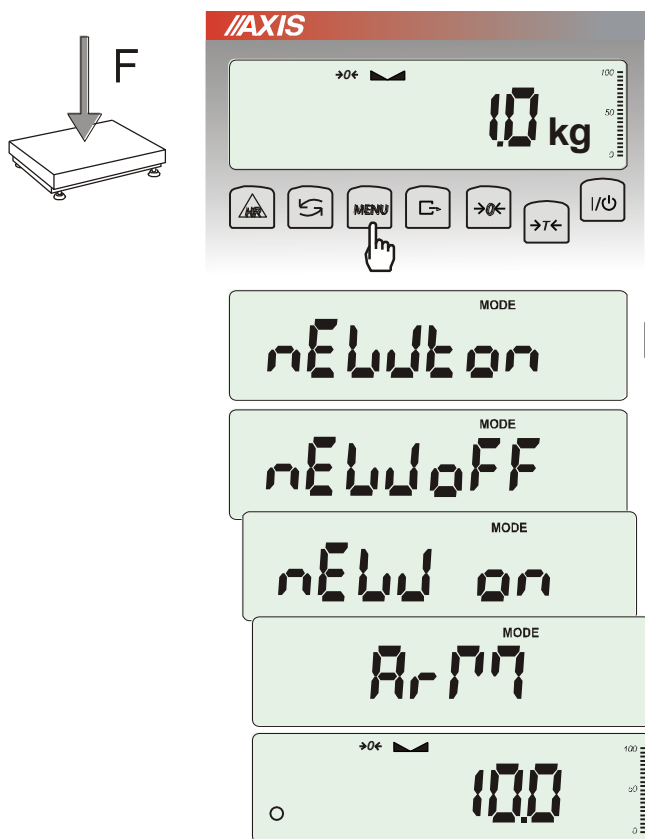 F
//AXIS
→0←
1.0 kg
100
50
0
HR
MENU
→0←
→T←
I/
MODE
nEWton
MODE
nEWoFF
MODE
nEW on
MODE
ArM
→0←
10.0
100
50
0